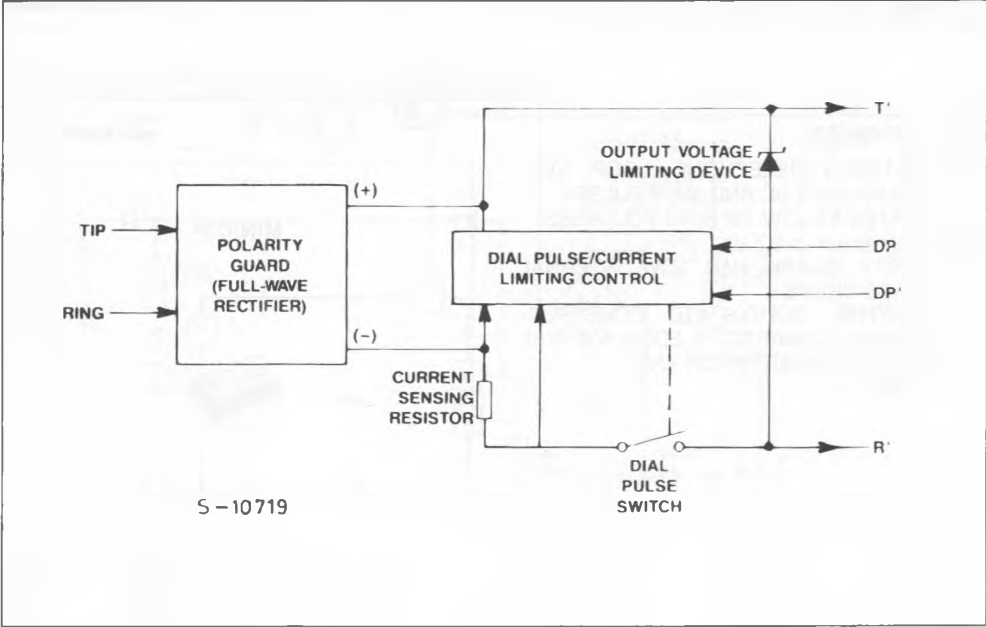 T'
OUTPUT VOLTAGE
LIMITING DEVICE
(+)
TIP
POLARITY
GUARD
(FULL-WAVE
RECTIFIER)
DIAL PULSE/CURRENT
LIMITING CONTROL
DP
DP'
RING
(-)
CURRENT
SENSING
RESISTOR
R'
DIAL
PULSE
SWITCH
S-10719